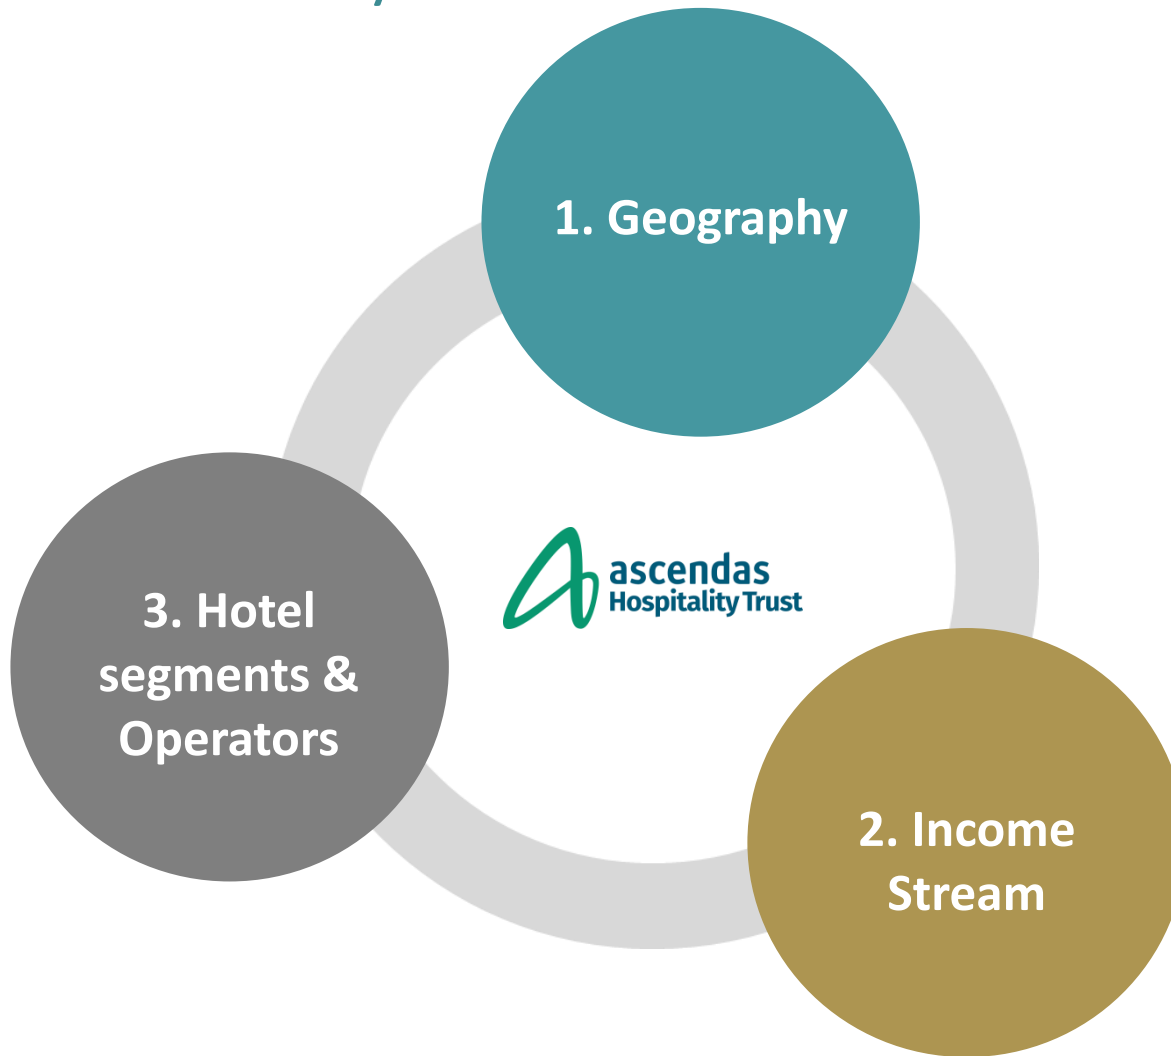 1. Geography
ascendas
Hospitality Trust
3. Hotel
segments &
Operators
2. Income
Stream